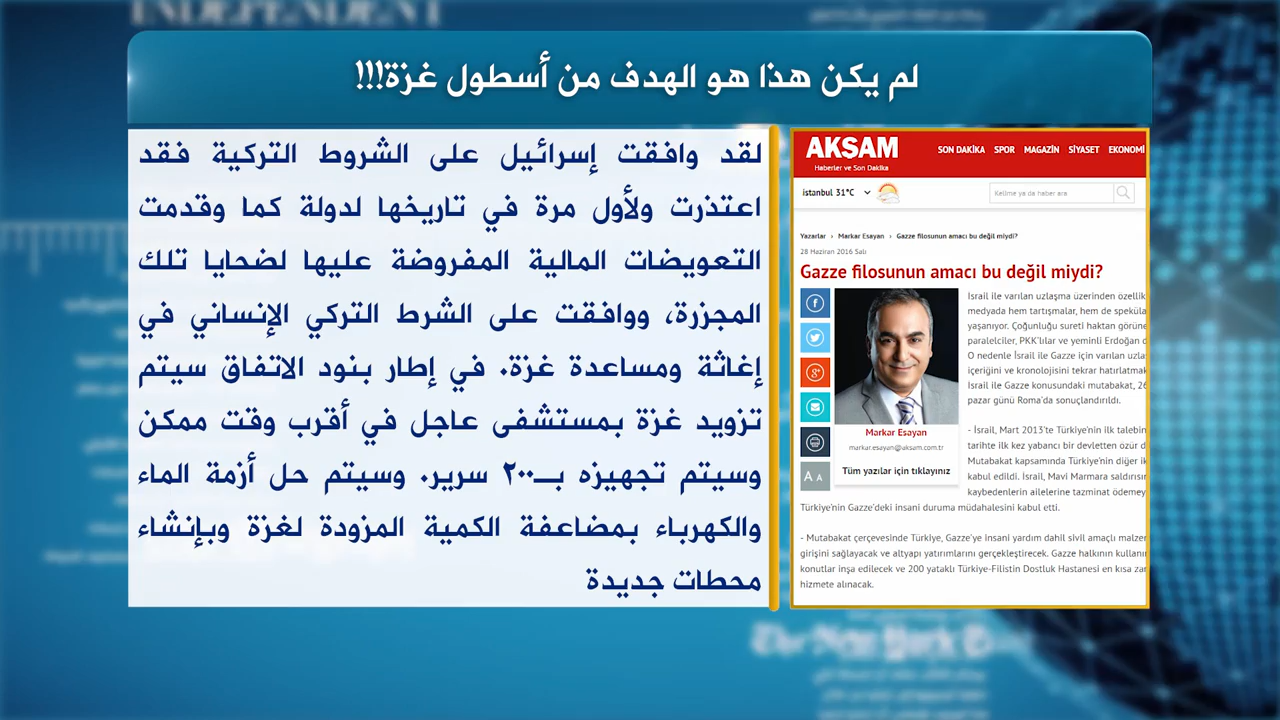 INDEPENDENT
لم يكن هذا هو الهدف من أسطول غزة!!!
لقد وافقت إسرائيل على الشروط التركية فقد
اعتذرت ولأول مرة في تاريخها لدولة كما وقدمت
التعويضات المالية المفروضة عليها لضحايا تلك
المجزرة، ووافقت على الشرط التركي الإنساني في
إغاثة ومساعدة غزة. في إطار بنود الاتفاق سيتم
تزويد غزة بمستشفى عاجل في أقرب وقت ممكن
وسيتم تجهيزه بــ٢٠٠ سرير. وسيتم حل أزمة الماء
والكهرباء بمضاعفة الكمية المزودة لغزة وبإنشاء
محطات جديدة
AKŞAM
Haberler ve Son Dakika
SON DAKİKA SPOR MAGAZİN SİYASET EKONOMİ
istanbul 31°C
Kelime ya da haber ara
Yazarlar › Markar Esayan › Gazze filosunun amacı bu değil miydi?
28 Haziran 2016 Salı
Gazze filosunun amacı bu değil miydi?
Markar Esayan
markar.esayan@aksam.com.tr
Tüm yazılar için tıklayınız
A A
İsrail ile varılan uzlaşma üzerinden özellik
medyada hem tartışmalar, hem de spekül
yaşanıyor. Çoğunluğu sureti haktan görüne
paralelciler, PKK'lılar ve yeminli Erdoğan d
O nedenle İsrail ile Gazze için varılan uzla
içeriğini ve kronolojisini tekrar hatırlatmak
İsrail ile Gazze konusundaki mutabakat, 26
pazar günü Roma'da sonuçlandırıldı.
- İsrail, Mart 2013'te Türkiye'nin ilk talebin
tarihte ilk kez yabancı bir devletten özür d
Mutabakat kapsamında Türkiye'nin diğer ik
kabul edildi. İsrail, Mavi Marmara saldırısır
kaybedenlerin ailelerine tazminat ödemey
Türkiye'nin Gazze'deki insani duruma müdahalesini kabul etti.
- Mutabakat çerçevesinde Türkiye, Gazze'ye insani yardım dahil sivil amaçlı malzer
girişini sağlayacak ve altyapı yatırımlarını gerçekleştirecek. Gazze halkının kullanır
konutlar inşa edilecek ve 200 yataklı Türkiye-Filistin Dostluk Hastanesi en kısa zar
hizmete alınacak.
The New York